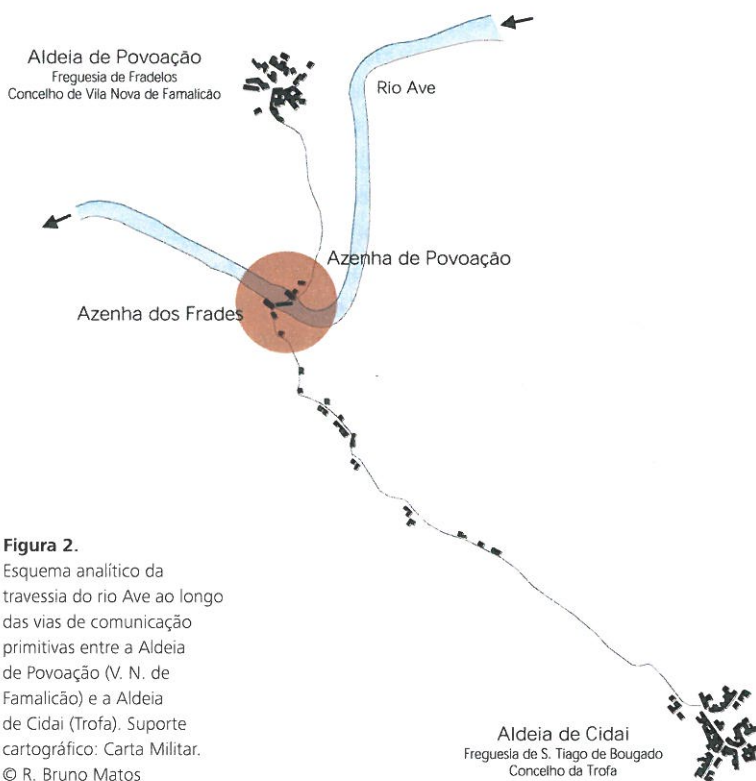 Aldeia de Povoação
Freguesia de Fradelos
Concelho de Vila Nova de Famalicão
Rio Ave
Azenha de Povoação
Azenha dos Frades
Figura 2.
Esquema analítico da
travessia do rio Ave ao longo
das vias de comunicação
primitivas entre a Aldeia
de Povoação (V. N. de
Famalicão) e a Aldeia
de Cidai (Trofa). Suporte
cartográfico: Carta Militar.
© R. Bruno Matos
Aldeia de Cidai
Freguesia de S. Tiago de Bougado
Concelho da Trofa